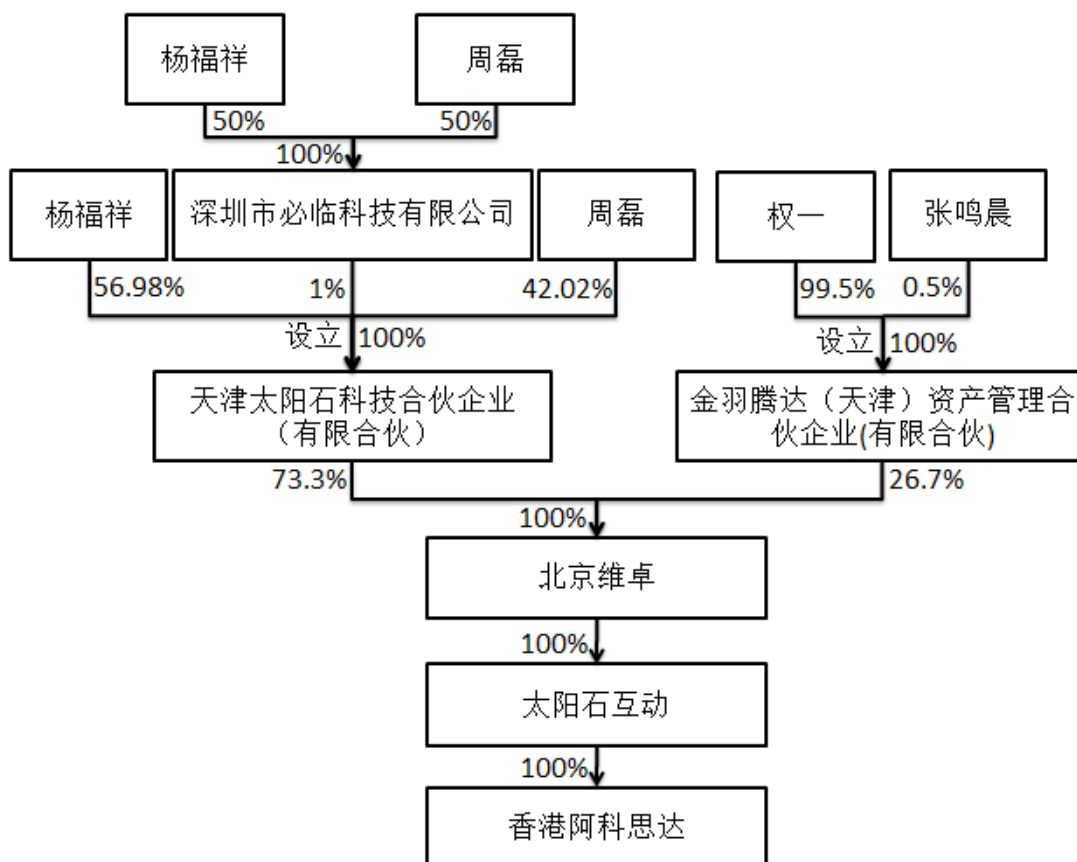 杨福祥
周磊
50%
50%
100%
杨福祥
深圳市必临科技有限公司
周磊
权一
张鸣晨
56.98%
1%
42.02%
99.5%
0.5%
设立
100%
设立
100%
天津太阳石科技合伙企业
（有限合伙）
金羽腾达（天津）资产管理合
伙企业(有限合伙)
73.3%
26.7%
100%
北京维卓
100%
太阳石互动
100%
香港阿科思达